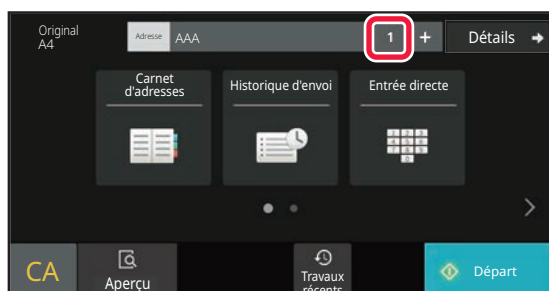 Original
A4
Adresse AAA 1 + Détails
Carnet
d'adresses
Historique d'envoi
Entrée directe
CA
Aperçu
Travaux
récents
Départ